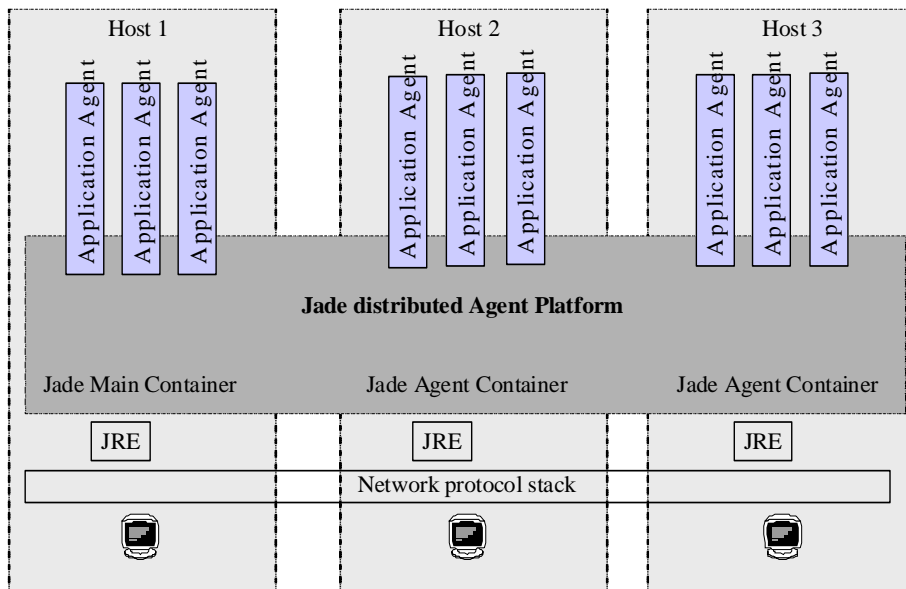 Host 1
Host 2
Host 3
Application Agent
Application Agent
Application Agent
Application Agent
Application Agent
Application Agent
Application Agent
Application Agent
Application Agent
Jade distributed Agent Platform
Jade Main Container
Jade Agent Container
Jade Agent Container
JRE
JRE
JRE
Network protocol stack